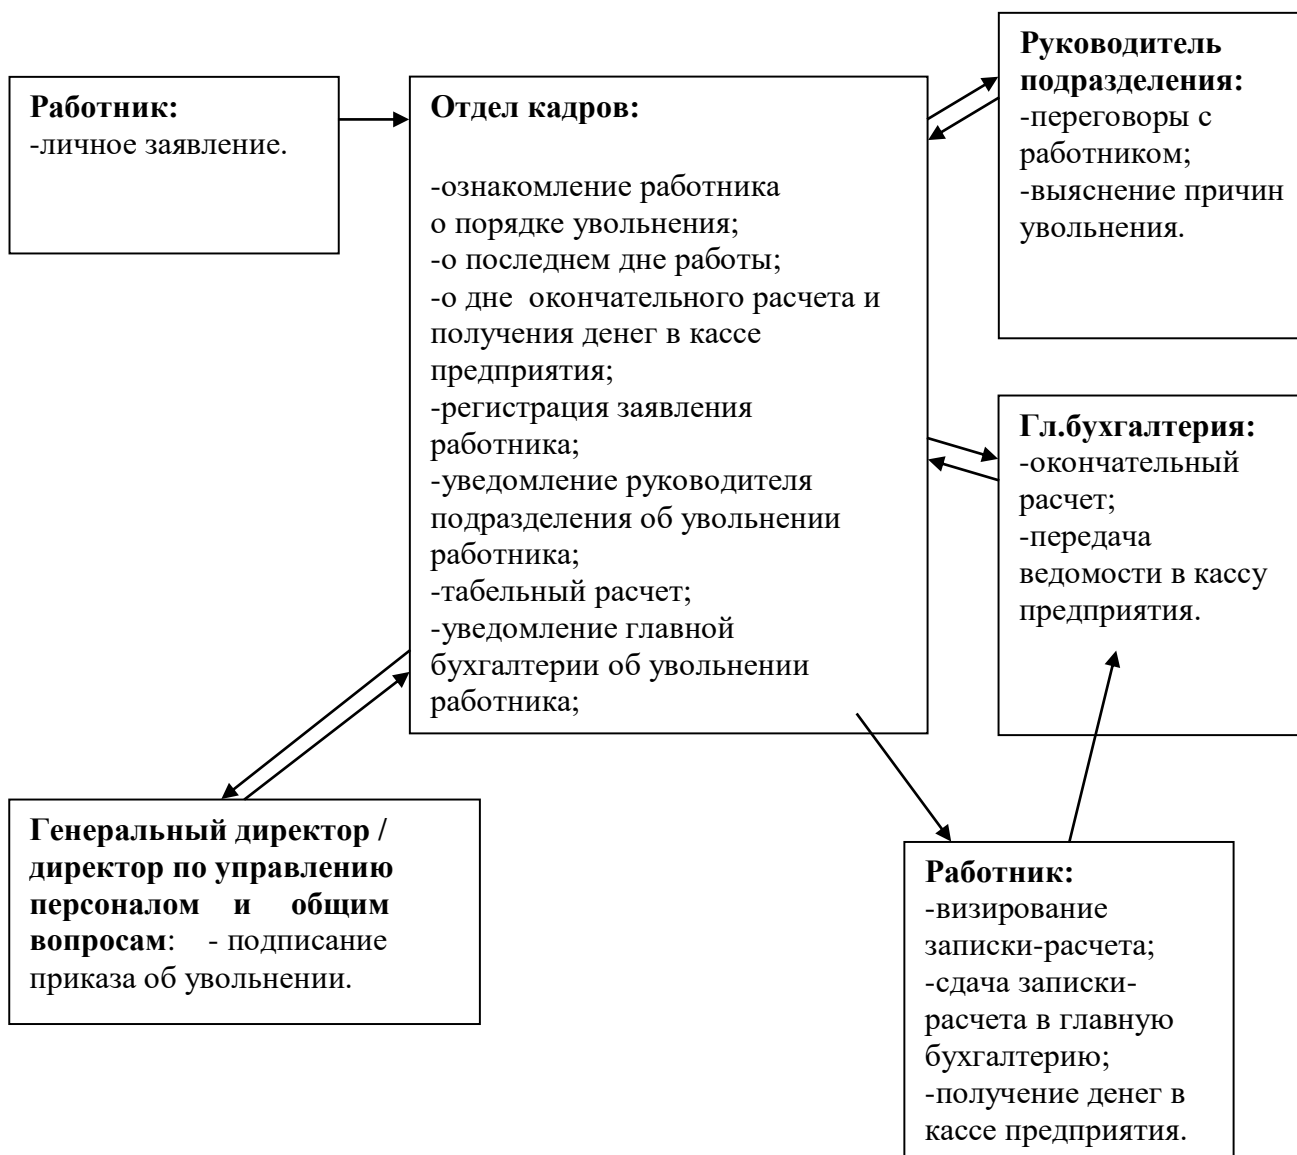 Работник:
-личное заявление.
Отдел кадров:
-ознакомление работника
о порядке увольнения;
-о последнем дне работы;
-о дне  окончательного расчета и
получения денег в кассе
предприятия;
-регистрация заявления
работника;
-уведомление руководителя
подразделения об увольнении
работника;
-табельный расчет;
-уведомление главной
бухгалтерии об увольнении
работника;
Руководитель
подразделения:
-переговоры с
работником;
-выяснение причин
увольнения.
Гл.бухгалтерия:
-окончательный
расчет;
-передача
ведомости в кассу
предприятия.
Генеральный директор /
директор по управлению
персоналом и общим
вопросам: - подписание
приказа об увольнении.
Работник:
-визирование
записки-расчета;
-сдача записки-
расчета в главную
бухгалтерию;
-получение денег в
кассе предприятия.